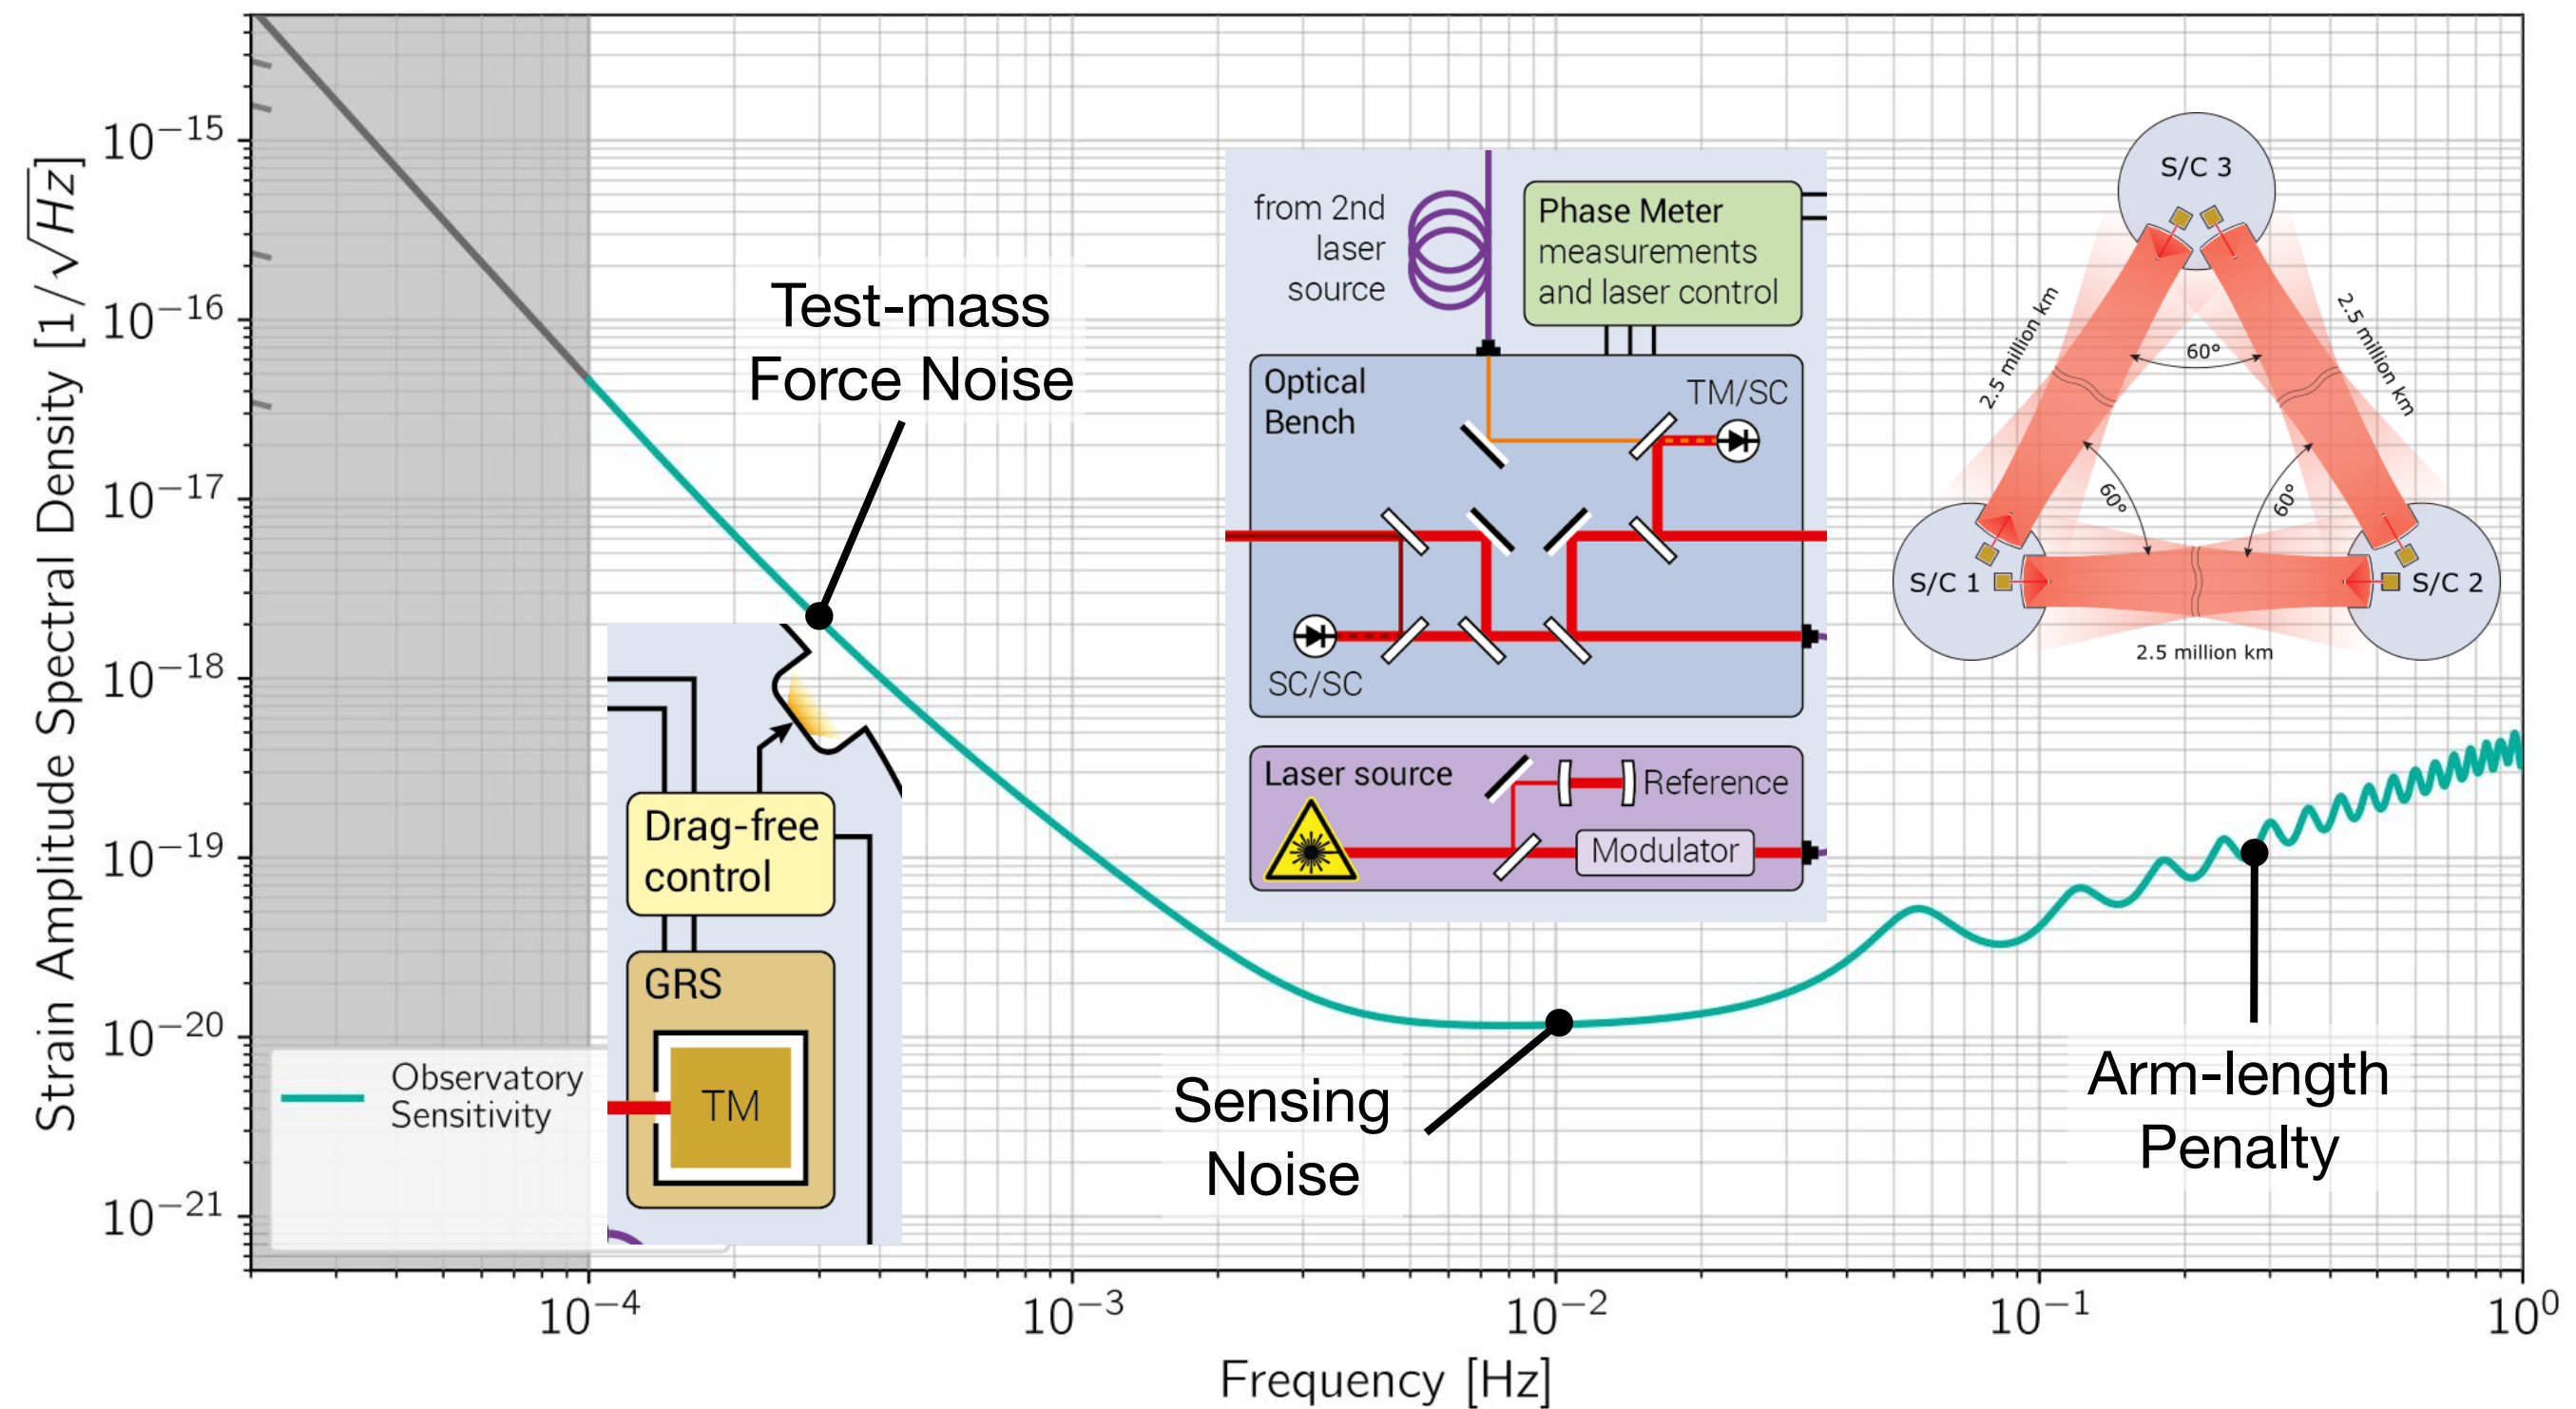 Strain Amplitude Spectral Density [1/√Hz]
10⁻¹⁵
10⁻¹⁶
10⁻¹⁷
10⁻¹⁸
10⁻¹⁹
10⁻²⁰
10⁻²¹
Test-mass
Force Noise
from 2nd
laser
source
Phase Meter
measurements
and laser control
Optical
Bench
TM/SC
SC/SC
Laser source
Reference
Modulator
S/C 3
2.5 million km
2.5 million km
60°
60°
60°
S/C 1
S/C 2
2.5 million km
Drag-free
control
GRS
TM
Observatory
Sensitivity
Sensing
Noise
Arm-length
Penalty
10⁻⁴
10⁻³
10⁻²
10⁻¹
10⁰
Frequency [Hz]